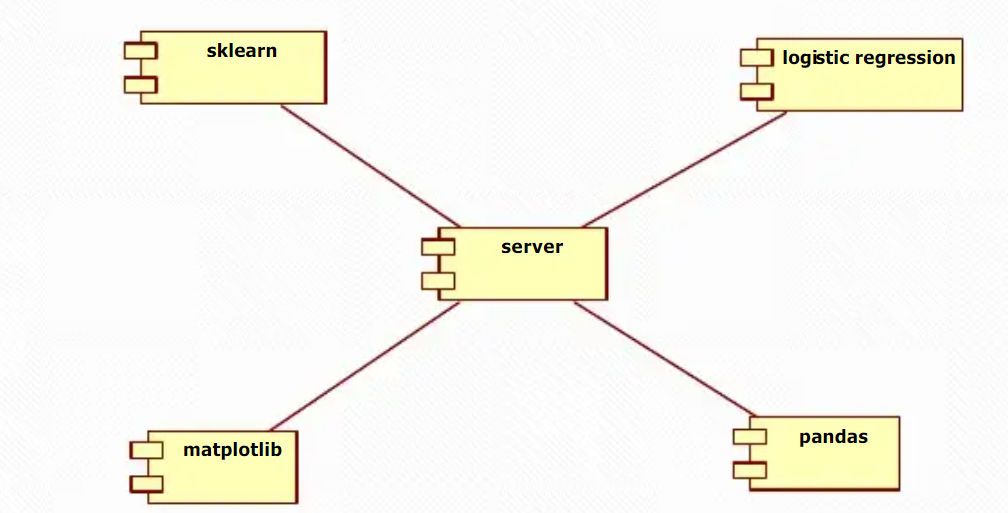 sklearn
logistic regression
server
matplotlib
pandas